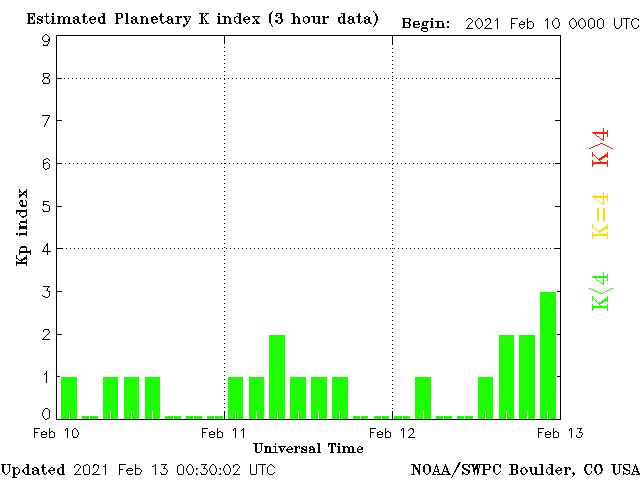 Estimated Planetary K index (3 hour data) Begin: 2021 Feb 10 0000 UTC
9
8
7
6
5
4
3
2
1
0
Kp index
K>4
K=4
K<4
Feb 10 Feb 11 Feb 12 Feb 13
Universal Time
Updated 2021 Feb 13 00:30:02 UTC NOAA/SWPC Boulder, CO USA